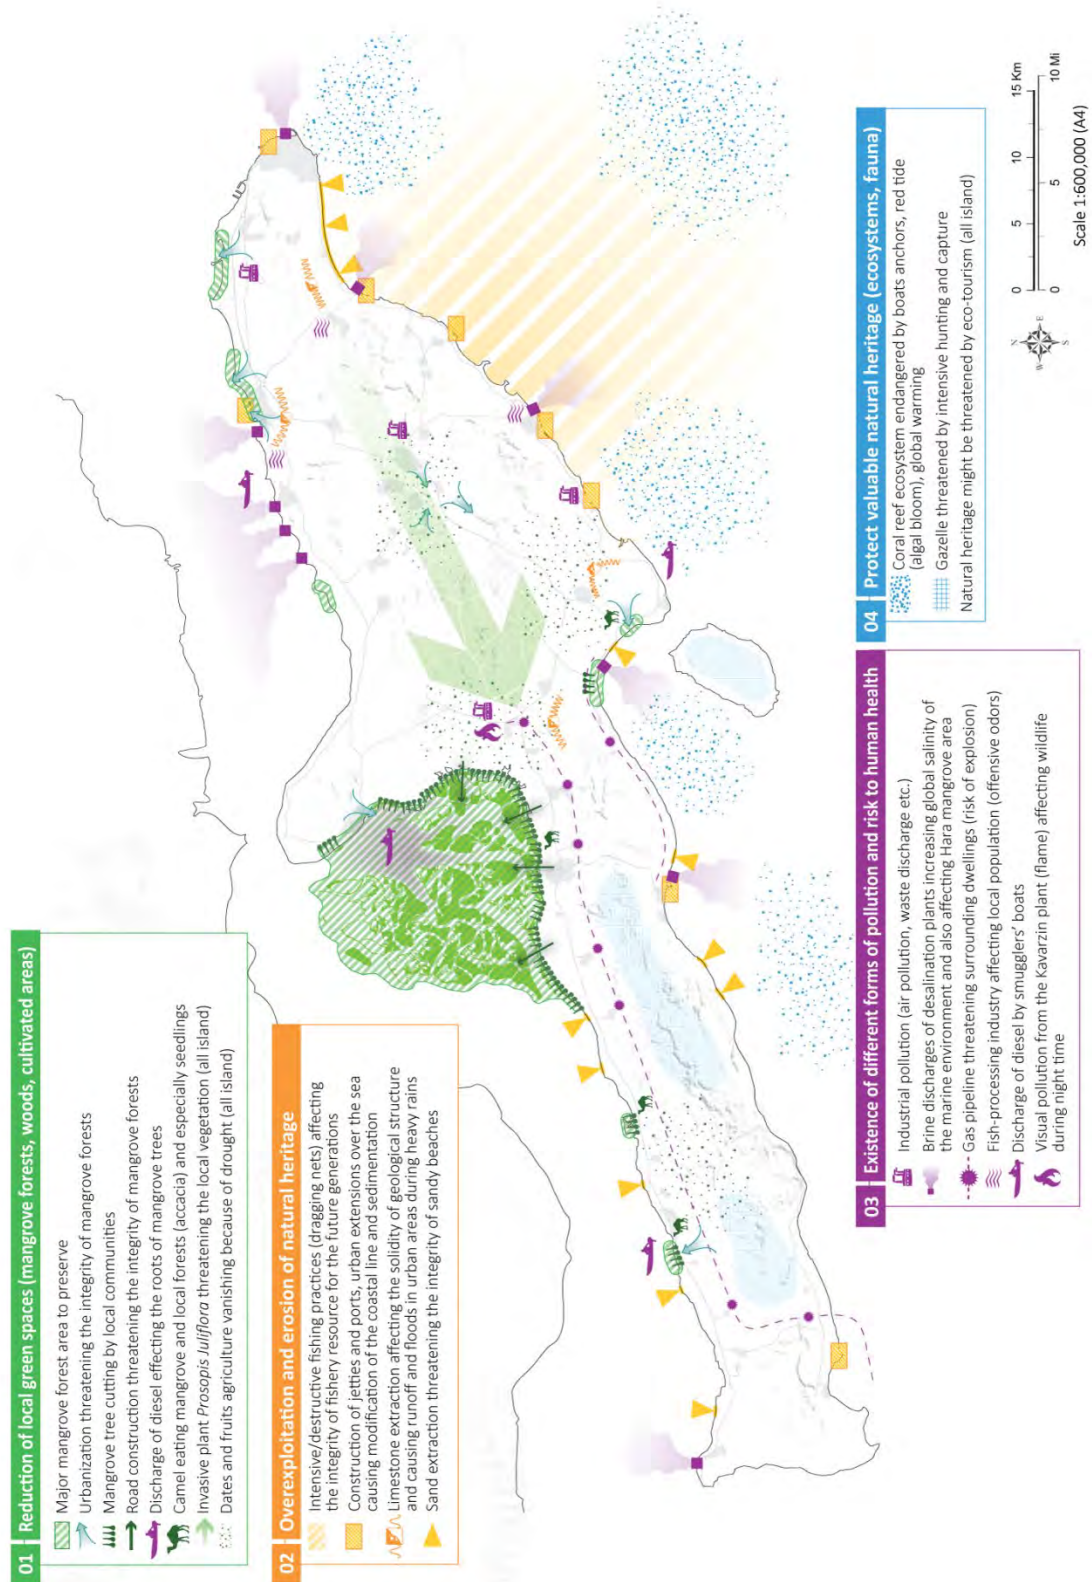 01 Reduction of local green spaces (mangrove forests, woods, cultivated areas)
Major mangrove forest area to preserve
Urbanization threatening the integrity of mangrove forests
Mangrove tree cutting by local communities
Road construction threatening the integrity of mangrove forests
Discharge of diesel effecting the roots of mangrove trees
Camel eating mangrove and local forests (accacia) and especially seedlings
Invasive plant Prosopis Juliflora threatening the local vegetation (all island)
Dates and fruits agriculture vanishing because of drought (all island)
02 Overexploitation and erosion of natural heritage
Intensive/destructive fishing practices (dragging nets) affecting
the integrity of fishery resource for the future generations
Construction of jetties and ports, urban extensions over the sea
causing modification of the coastal line and sedimentation
Limestone extraction affecting the solidity of geological structure
and causing runoff and floods in urban areas during heavy rains
Sand extraction threatening the integrity of sandy beaches
03 Existence of different forms of pollution and risk to human health
Industrial pollution (air pollution, waste discharge etc.)
Brine discharges of desalination plants increasing global salinity of
the marine environment and also affecting Hara mangrove area
Gas pipeline threatening surrounding dwellings (risk of explosion)
Fish-processing industry affecting local population (offensive odors)
Discharge of diesel by smugglers' boats
Visual pollution from the Kavarzin plant (flame) affecting wildlife
during night time
04 Protect valuable natural heritage (ecosystems, fauna)
Coral reef ecosystem endangered by boats anchors, red tide
(algal bloom), global warming
Gazelle threatened by intensive hunting and capture
Natural heritage might be threatened by eco-tourism (all island)
N
W E
S
0 5 10 15 Km
0 5 10 Mi
Scale 1:600,000 (A4)